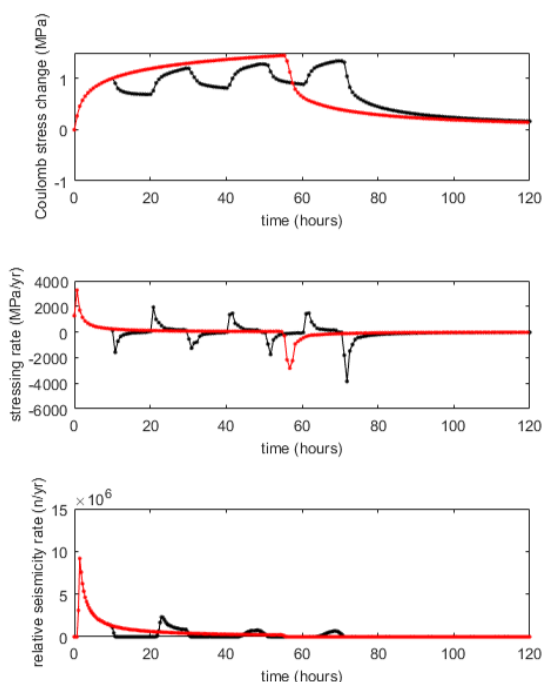 Coulomb stress change (MPa)
1
0
-1
0 20 40 60 80 100 120
time (hours)
stressing rate (MPa/yr)
4000
2000
0
-2000
-4000
-6000
0 20 40 60 80 100 120
time (hours)
relative seismicity rate (n/yr)
× 10⁶
15
10
5
0
0 20 40 60 80 100 120
time (hours)